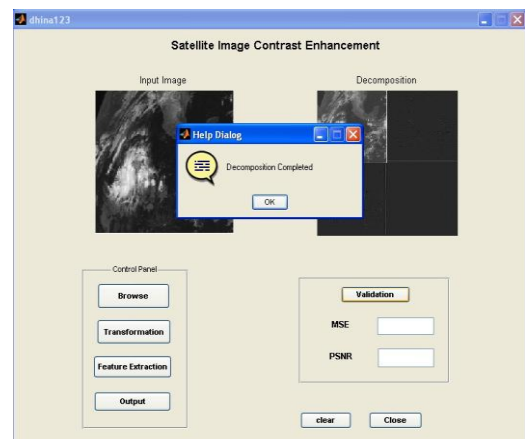 dhina123
Satellite Image Contrast Enhancement
Input Image
Decomposition
Help Dialog
Decomposition Completed
OK
Control Panel
Browse
Transformation
Feature Extraction
Output
Validation
MSE
PSNR
clear
Close